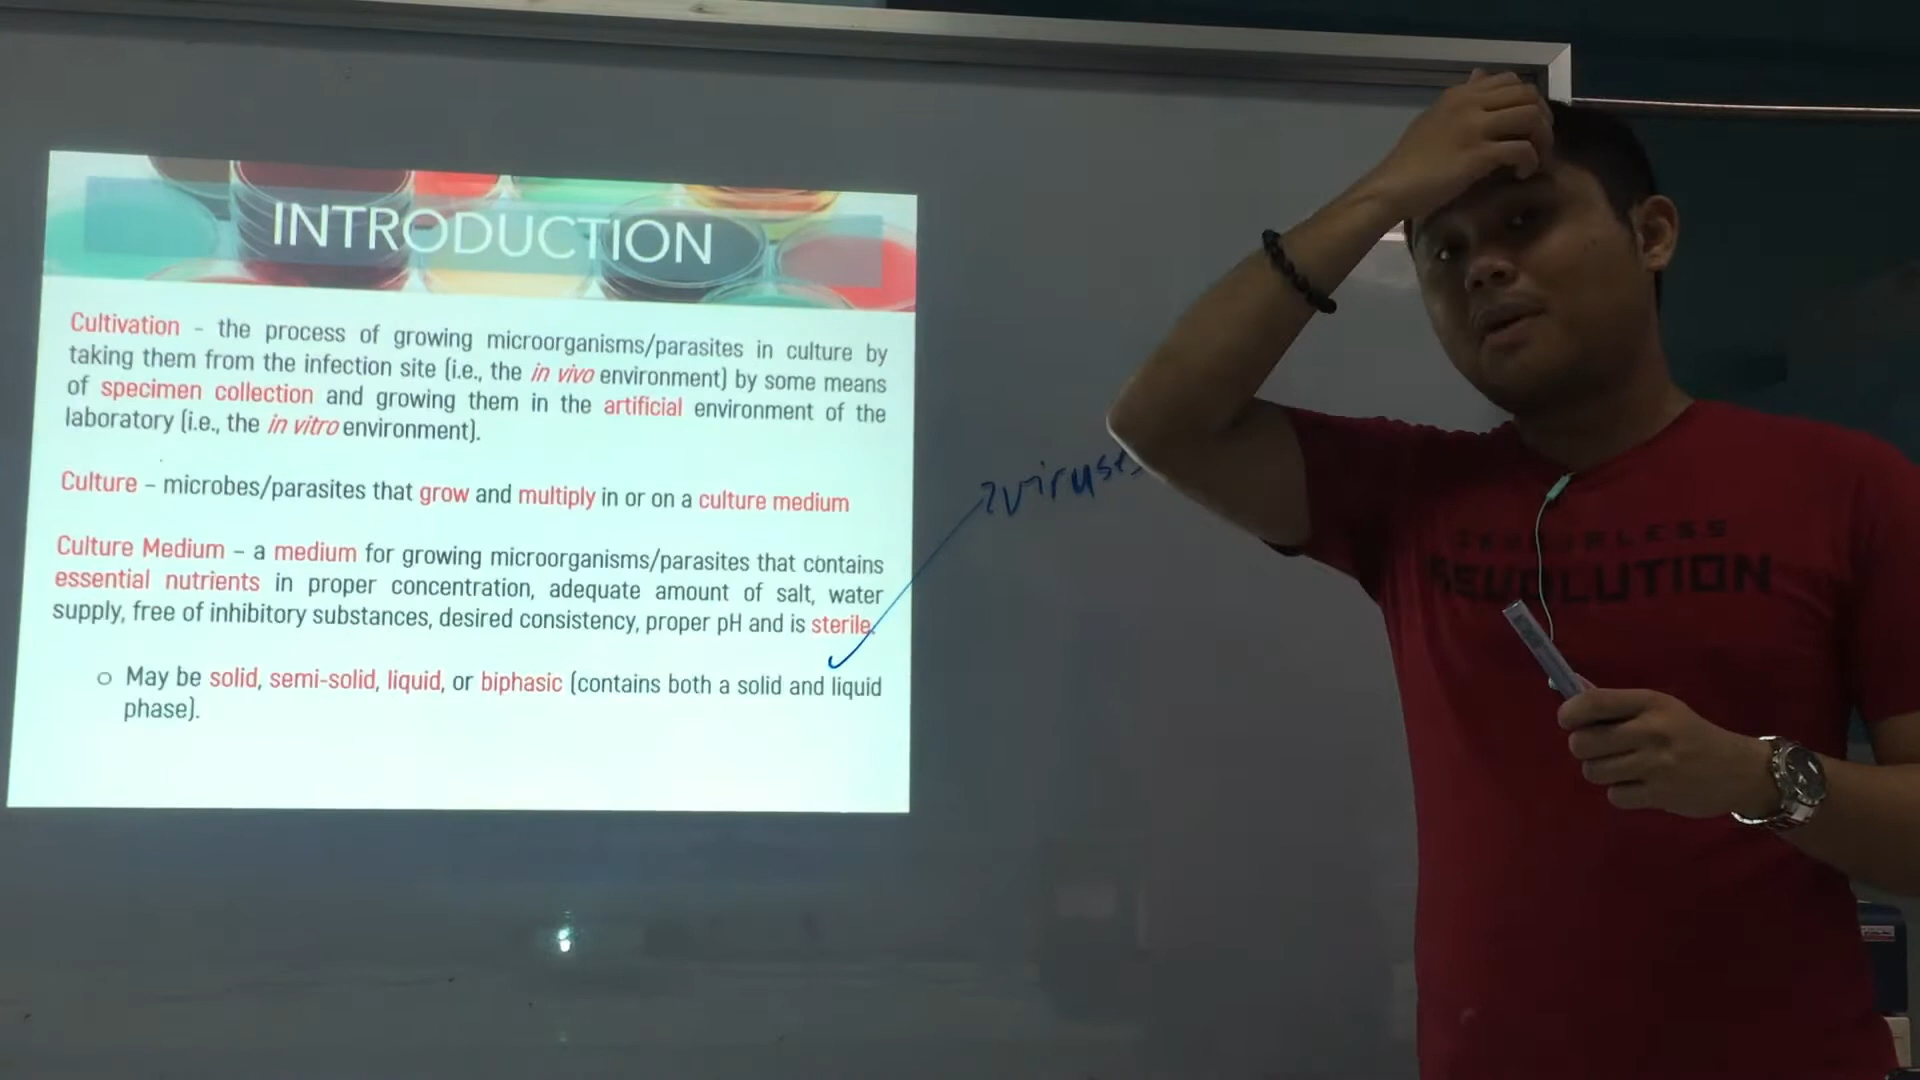 INTRODUCTION
Cultivation - the process of growing microorganisms/parasites in culture by
taking them from the infection site (i.e., the in vivo environment) by some means
of specimen collection and growing them in the artificial environment of the
laboratory (i.e., the in vitro environment).
Culture – microbes/parasites that grow and multiply in or on a culture medium
Culture Medium – a medium for growing microorganisms/parasites that contains
essential nutrients in proper concentration, adequate amount of salt, water
supply, free of inhibitory substances, desired consistency, proper pH and is sterile.
o May be solid, semi-solid, liquid, or biphasic (contains both a solid and liquid
phase).
viruses
REVOLUTION